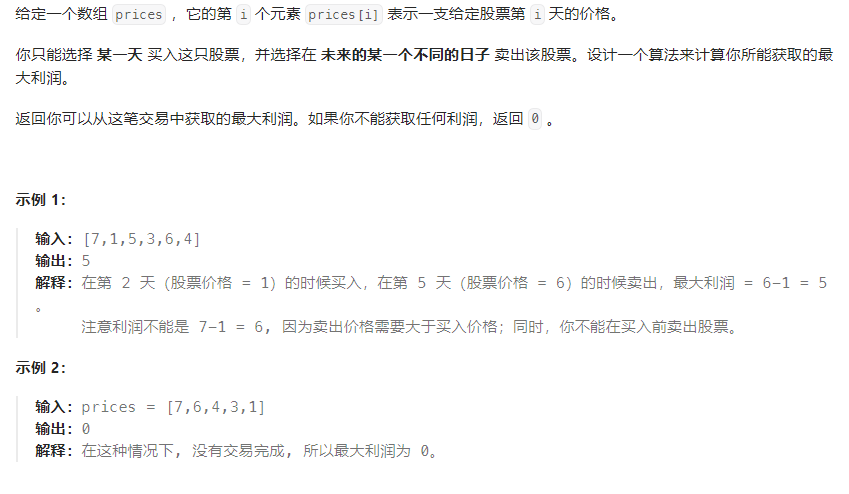 给定一个数组 prices ，它的第 i 个元素 prices[i] 表示一支给定股票第 i 天的价格。
你只能选择 某一天 买入这只股票，并选择在 未来的某一个不同的日子 卖出该股票。设计一个算法来计算你所能获取的最
大利润。
返回你可以从这笔交易中获取的最大利润。如果你不能获取任何利润，返回 0 。
示例 1：
输入：[7,1,5,3,6,4]
输出：5
解释：在第 2 天（股票价格 = 1）的时候买入，在第 5 天（股票价格 = 6）的时候卖出，最大利润 = 6-1 = 5
。
注意利润不能是 7-1 = 6, 因为卖出价格需要大于买入价格；同时，你不能在买入前卖出股票。
示例 2：
输入：prices = [7,6,4,3,1]
输出：0
解释：在这种情况下, 没有交易完成, 所以最大利润为 0。